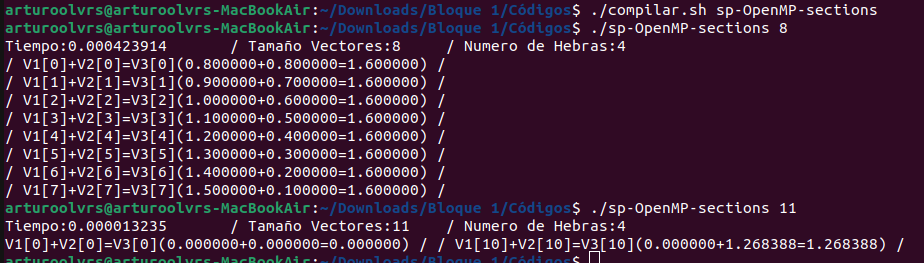 arturoolvrs@arturoolvrs-MacBookAir:~/Downloads/Bloque 1/Códigos$ ./compilar.sh sp-OpenMP-sections
arturoolvrs@arturoolvrs-MacBookAir:~/Downloads/Bloque 1/Códigos$ ./sp-OpenMP-sections 8
Tiempo:0.000423914 / Tamaño Vectores:8 / Numero de Hebras:4
/ V1[0]+V2[0]=V3[0](0.800000+0.800000=1.600000) /
/ V1[1]+V2[1]=V3[1](0.900000+0.700000=1.600000) /
/ V1[2]+V2[2]=V3[2](1.000000+0.600000=1.600000) /
/ V1[3]+V2[3]=V3[3](1.100000+0.500000=1.600000) /
/ V1[4]+V2[4]=V3[4](1.200000+0.400000=1.600000) /
/ V1[5]+V2[5]=V3[5](1.300000+0.300000=1.600000) /
/ V1[6]+V2[6]=V3[6](1.400000+0.200000=1.600000) /
/ V1[7]+V2[7]=V3[7](1.500000+0.100000=1.600000) /
arturoolvrs@arturoolvrs-MacBookAir:~/Downloads/Bloque 1/Códigos$ ./sp-OpenMP-sections 11
Tiempo:0.000013235 / Tamaño Vectores:11 / Numero de Hebras:4
V1[0]+V2[0]=V3[0](0.000000+0.000000=0.000000) / / V1[10]+V2[10]=V3[10](0.000000+1.268388=1.268388) /
arturoolvrs@arturoolvrs-MacBookAir:~/Downloads/Bloque 1/Códigos$